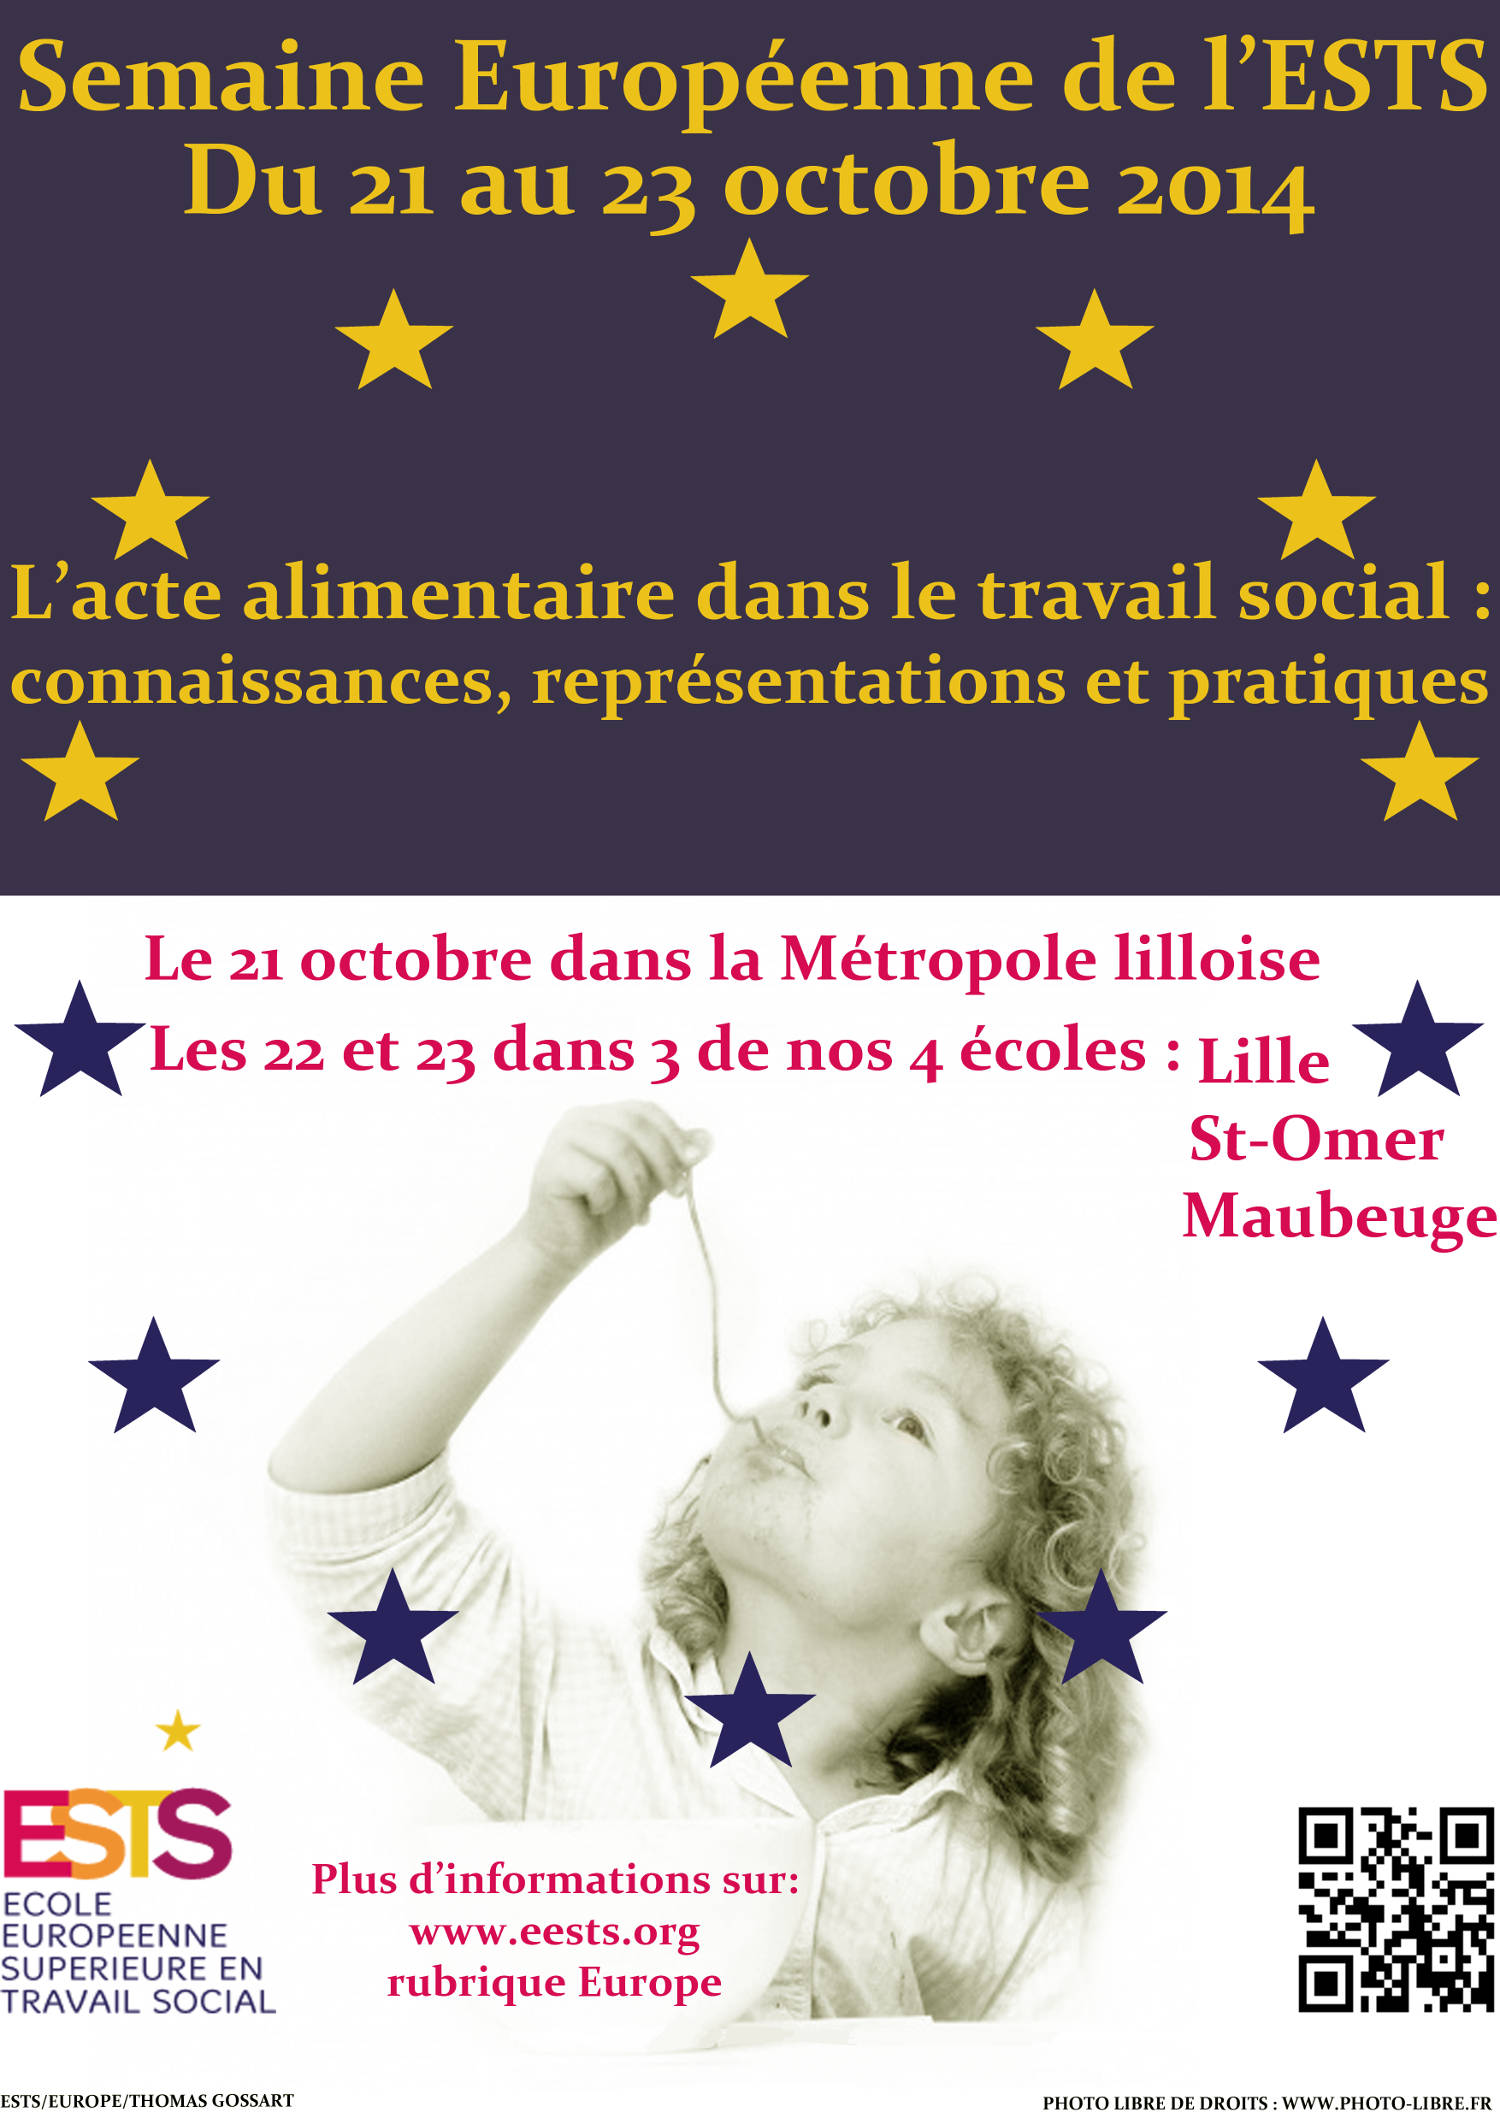 Semaine Européenne de l’ESTS
Du 21 au 23 octobre 2014
L’acte alimentaire dans le travail social :
connaissances, représentations et pratiques
Le 21 octobre dans la Métropole lilloise
Les 22 et 23 dans 3 de nos 4 écoles : Lille
St-Omer
Maubeuge
ESTS
ECOLE
EUROPEENNE
SUPERIEURE EN
TRAVAIL SOCIAL
Plus d’informations sur:
www.eests.org
rubrique Europe
ESTS/EUROPE/THOMAS GOSSART
PHOTO LIBRE DE DROITS : WWW.PHOTO-LIBRE.FR